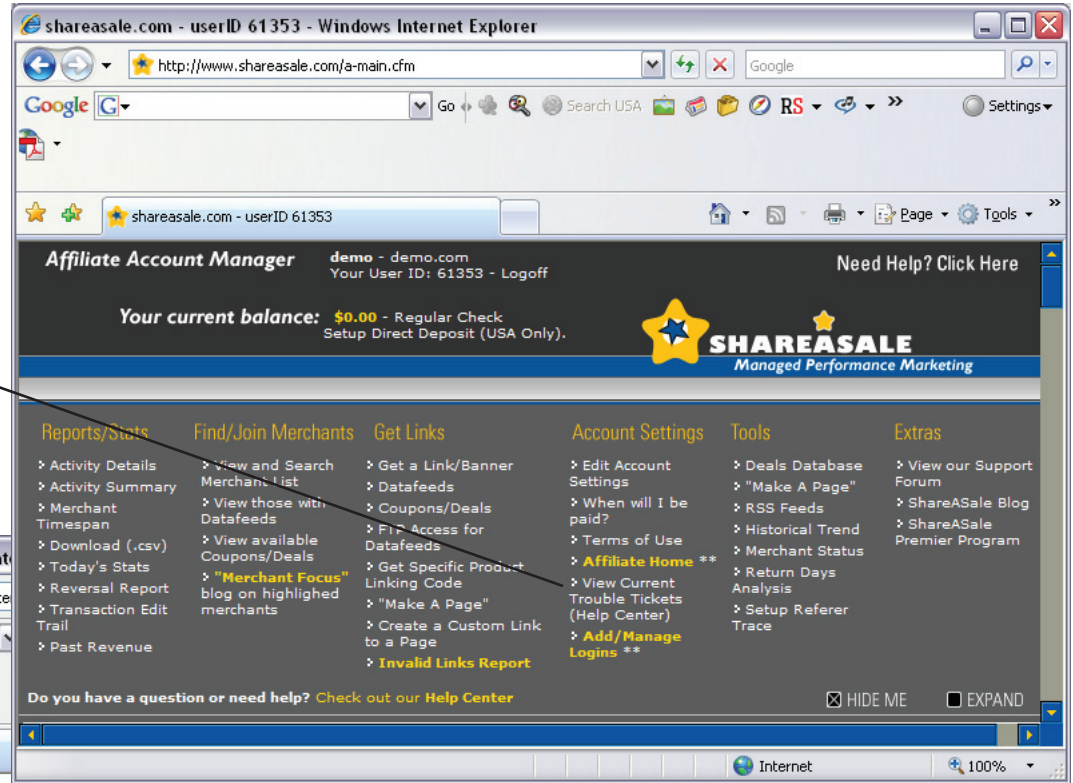 shareasale.com - userID 61353 - Windows Internet Explorer
http://www.shareasale.com/a-main.cfm
Google
Google G
Go
Search USA
RS
»
Settings
shareasale.com - userID 61353
Page
Tools
»
Affiliate Account Manager
demo - demo.com
Your User ID: 61353 - Logoff
Need Help? Click Here
Your current balance:
$0.00 - Regular Check
Setup Direct Deposit (USA Only).
SHAREASALE
Managed Performance Marketing
Reports/Stats
Activity Details
Activity Summary
Merchant
Timespan
Download (.csv)
Today's Stats
Reversal Report
Transaction Edit
Trail
Past Revenue
Find/Join Merchants
View and Search
Merchant List
View those with
Datafeeds
View available
Coupons/Deals
"Merchant Focus"
blog on highlighed
merchants
Get Links
Get a Link/Banner
Datafeeds
Coupons/Deals
FTP Access for
Datafeeds
Get Specific Product
Linking Code
"Make A Page"
Create a Custom Link
to a Page
Invalid Links Report
Account Settings
Edit Account
Settings
When will I be
paid?
Terms of Use
Affiliate Home **
View Current
Trouble Tickets
(Help Center)
Add/Manage
Logins **
Tools
Deals Database
"Make A Page"
RSS Feeds
Historical Trend
Merchant Status
Return Days
Analysis
Setup Referer
Trace
Extras
View our Support
Forum
ShareASale Blog
ShareASale
Premier Program
Do you have a question or need help? Check out our Help Center
HIDE ME
EXPAND
Internet
100%